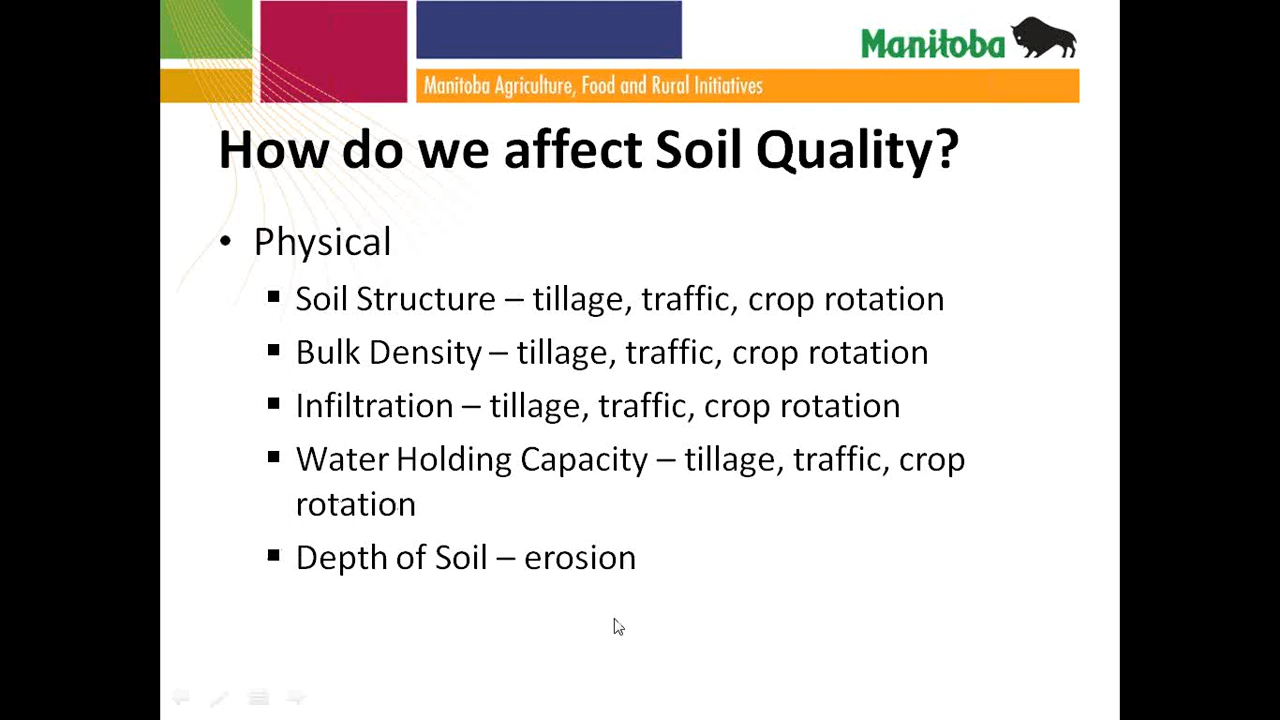 Manitoba
Manitoba Agriculture, Food and Rural Initiatives
How do we affect Soil Quality?
• Physical
▪ Soil Structure – tillage, traffic, crop rotation
▪ Bulk Density – tillage, traffic, crop rotation
▪ Infiltration – tillage, traffic, crop rotation
▪ Water Holding Capacity – tillage, traffic, crop
rotation
▪ Depth of Soil – erosion